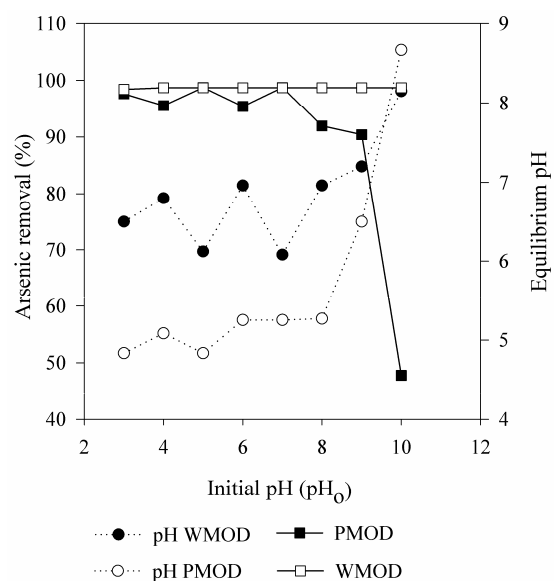 110
100
90
80
70
60
50
40
Arsenic removal (%)
9
8
7
6
5
4
Equilibrium pH
2 4 6 8 10 12
Initial pH (pHO)
pH WMOD PMOD
pH PMOD WMOD